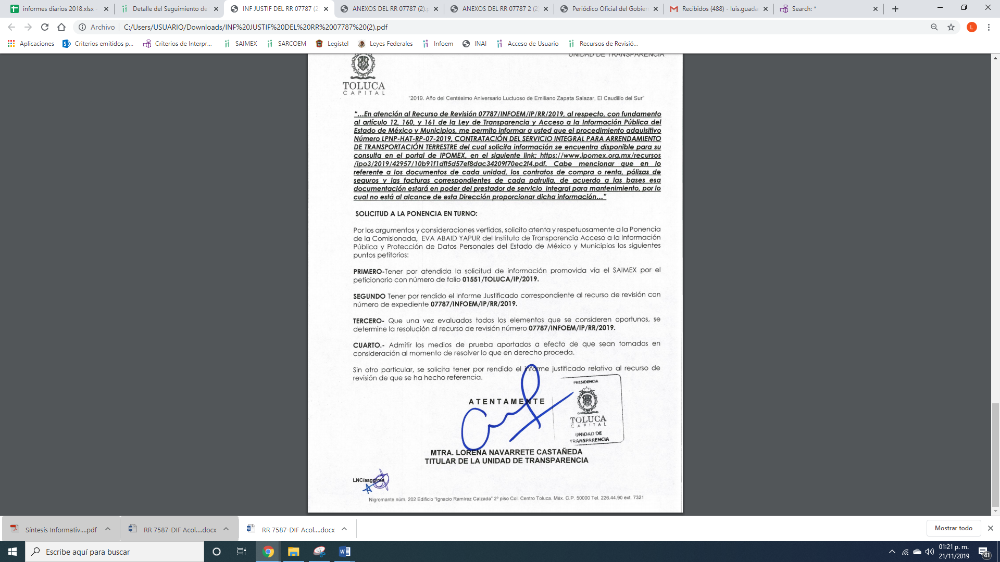 informes diarios 2018.xlsx -
Detalle del Seguimiento de
INF JUSTIF DEL RR 07787 (2
ANEXOS DEL RR 07787 (2).p
ANEXOS DEL RR 07787 2 (2
Periódico Oficial del Gobier
Recibidos (488) - luis.guada
Search: *
Archivo
C:/Users/USUARIO/Downloads/INF%20JUSTIF%20DEL%20RR%2007787%20(2).pdf
L
Aplicaciones
Criterios emitidos p...
Criterios de Interpr...
SAIMEX
SARCOEM
Legistel
Leyes Federales
Infoem
INAI
Acceso de Usuario
Recursos de Revisió...
UNIDAD DE TRANSPARENCIA
TOLUCA
CAPITAL
"2019. Año del Centésimo Aniversario Luctuoso de Emiliano Zapata Salazar, El Caudillo del Sur"
"...En atención al Recurso de Revisión 07787/INFOEM/IP/RR/2019, al respecto, con fundamento
al artículo 12, 160, y 161 de la Ley de Transparencia y Acceso a la Información Pública del
Estado de México y Municipios, me permito informar a usted que el procedimiento adquisitivo
Número LPNP-HAT-RP-07-2019, CONTRATACIÓN DEL SERVICIO INTEGRAL PARA ARRENDAMIENTO
DE TRANSPORTACIÓN TERRESTRE del cual solicita información se encuentra disponible para su
consulta en el portal de IPOMEX, en el siguiente link; https://www.ipomex.org.mx/recursos
/ipo3/2019/42957/10b91f1dft5d57ef8dac34209f70ec2f4.pdf. Cabe mencionar que en lo
referente a los documentos de cada unidad, los contratos de compra o renta, pólizas de
seguros y las facturas correspondientes de cada patrulla, de acuerdo a las bases esa
documentación estará en poder del prestador de servicio integral para mantenimiento, por lo
cual no está al alcance de esta Dirección proporcionar dicha información..."
SOLICITUD A LA PONENCIA EN TURNO:
Por los argumentos y consideraciones vertidas, solicito atenta y respetuosamente a la Ponencia
de la Comisionada, EVA ABAID YAPUR del Instituto de Transparencia Acceso a la Información
Pública y Protección de Datos Personales del Estado de México y Municipios los siguientes
puntos petitorios:
PRIMERO-Tener por atendida la solicitud de información promovida vía el SAIMEX por el
peticionario con número de folio 01551/TOLUCA/IP/2019.
SEGUNDO Tener por rendido el Informe Justificado correspondiente al recurso de revisión con
número de expediente 07787/INFOEM/IP/RR/2019.
TERCERO- Que una vez evaluados todos los elementos que se consideren oportunos, se
determine la resolución al recurso de revisión número 07787/INFOEM/IP/RR/2019.
CUARTO.- Admitir los medios de prueba aportados a efecto de que sean tomados en
consideración al momento de resolver lo que en derecho proceda.
Sin otro particular, se solicita tener por rendido el informe justificado relativo al recurso de
revisión de que se ha hecho referencia.
ATENTAMENTE
PRESIDENCIA
TOLUCA
CAPITAL
UNIDAD DE
TRANSPARENCIA
MTRA. LORENA NAVARRETE CASTAÑEDA
TITULAR DE LA UNIDAD DE TRANSPARENCIA
Nigromante núm. 202 Edificio "Ignacio Ramírez Calzada" 2º piso Col. Centro Toluca. Méx. C.P. 50000 Tel. 226.44.90 ext. 7321
Síntesis Informativ....pdf
RR 7587-DIF Acol....docx
RR 7587-DIF Acol....docx
Mostrar todo
Escribe aquí para buscar
01:21 p. m.
21/11/2019
41